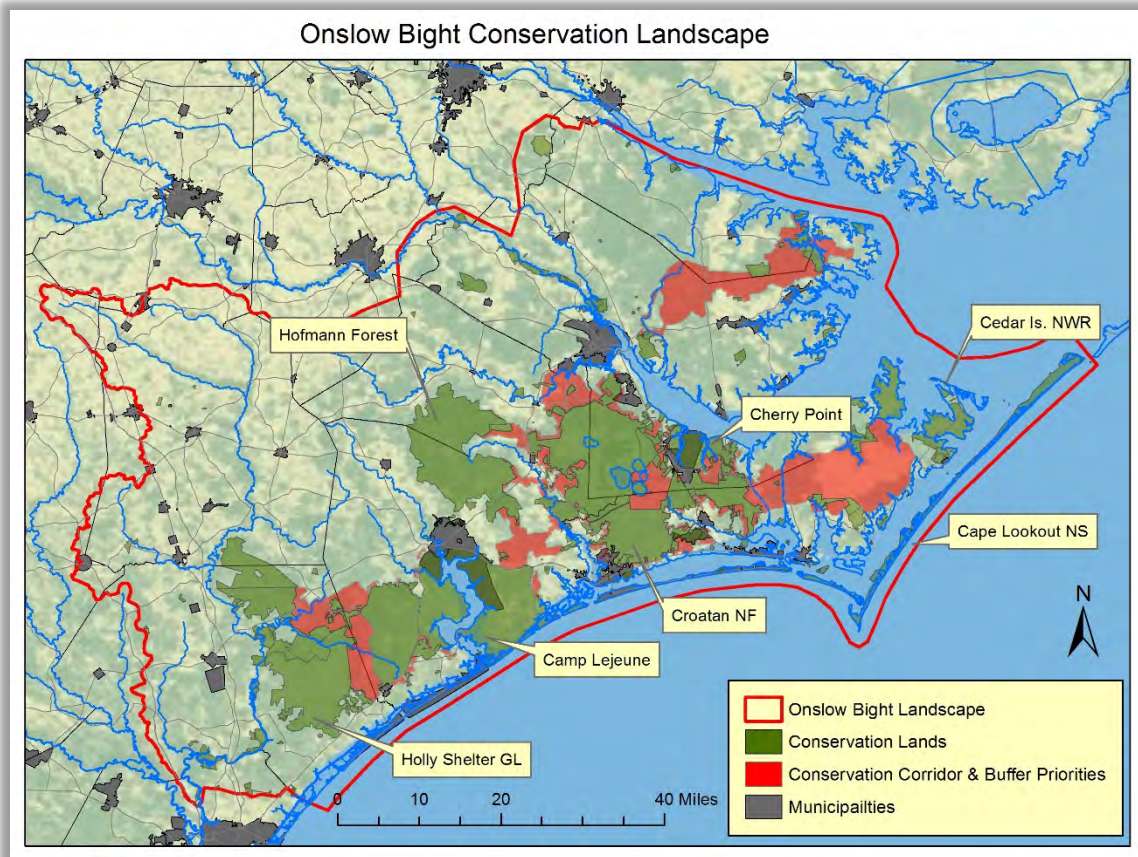 Onslow Bight Conservation Landscape
Hofmann Forest
Cedar Is. NWR
Cherry Point
Cape Lookout NS
N
Croatan NF
Camp Lejeune
Holly Shelter GL
0 10 20 40 Miles
Onslow Bight Landscape
Conservation Lands
Conservation Corridor & Buffer Priorities
Municipailties